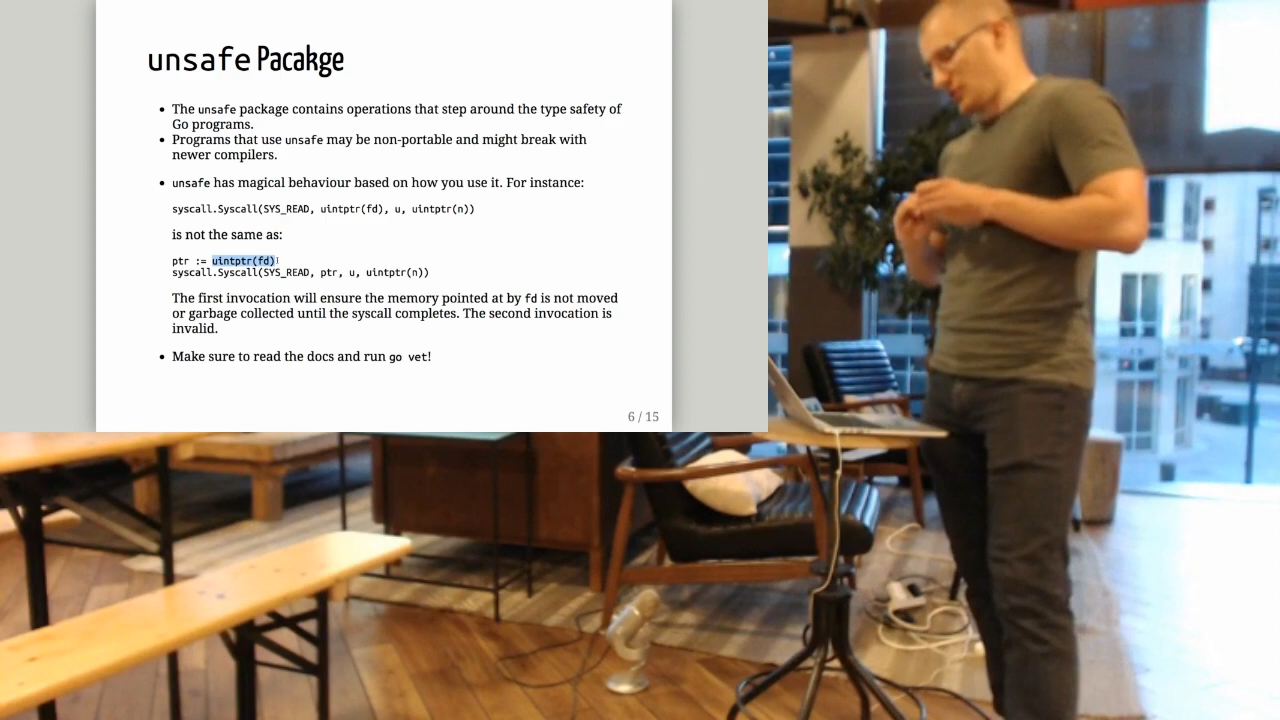 unsafe Pacakge
• The unsafe package contains operations that step around the type safety of
Go programs.
• Programs that use unsafe may be non-portable and might break with
newer compilers.
• unsafe has magical behaviour based on how you use it. For instance:
syscall.Syscall(SYS_READ, uintptr(fd), u, uintptr(n))
is not the same as:
ptr := uintptr(fd)
syscall.Syscall(SYS_READ, ptr, u, uintptr(n))
The first invocation will ensure the memory pointed at by fd is not moved
or garbage collected until the syscall completes. The second invocation is
invalid.
• Make sure to read the docs and run go vet!
6 / 15